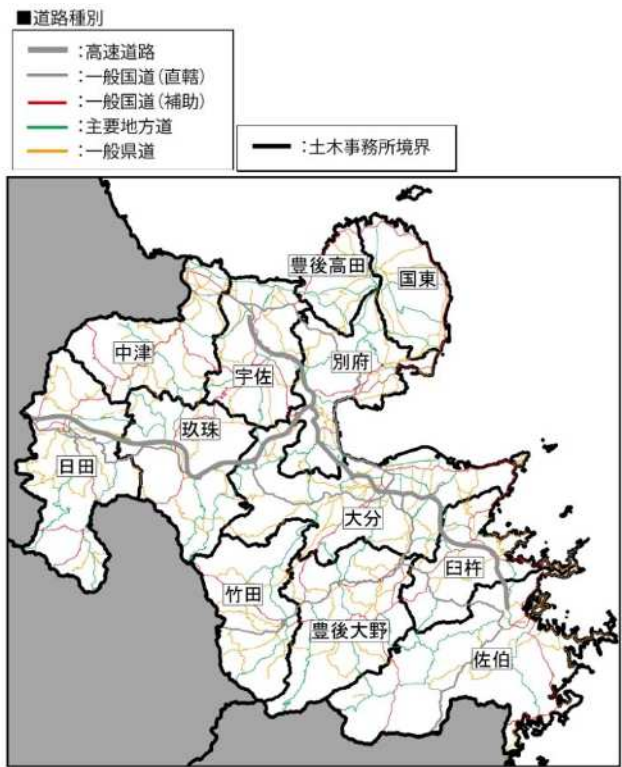 ■道路種別
：高速道路
：一般国道（直轄）
：一般国道（補助）
：主要地方道
：一般県道
：土木事務所境界
豊後高田
国東
中津
宇佐
別府
玖珠
日田
大分
臼杵
竹田
豊後大野
佐伯